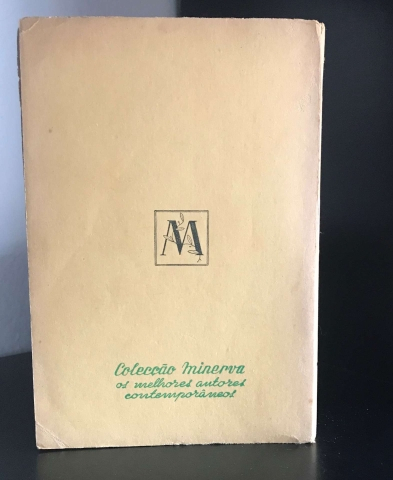 M
Colecção Minerva
os melhores autores
contemporâneos